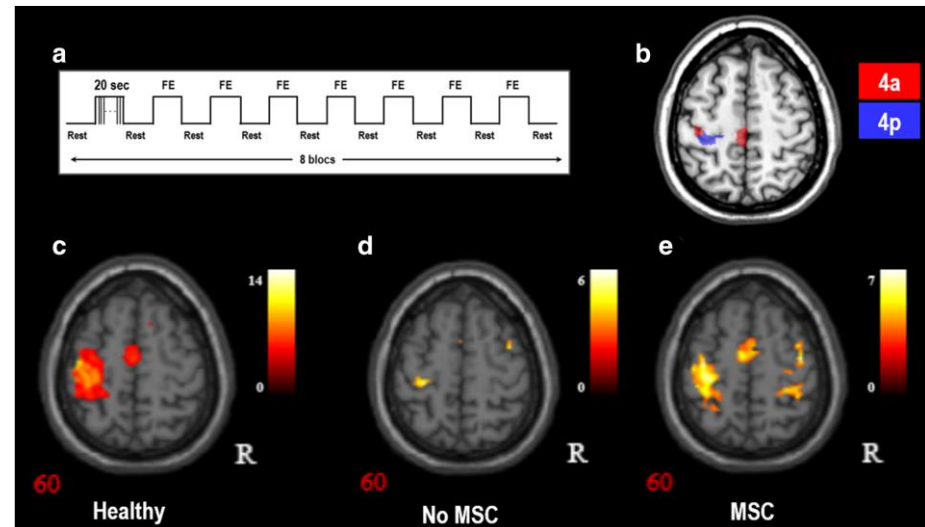 a
20 sec FE FE FE FE FE FE FE
Rest Rest Rest Rest Rest Rest Rest Rest Rest
8 blocs
b
4a
4p
c
14
0
R
60
Healthy
d
6
0
R
60
No MSC
e
7
0
R
60
MSC